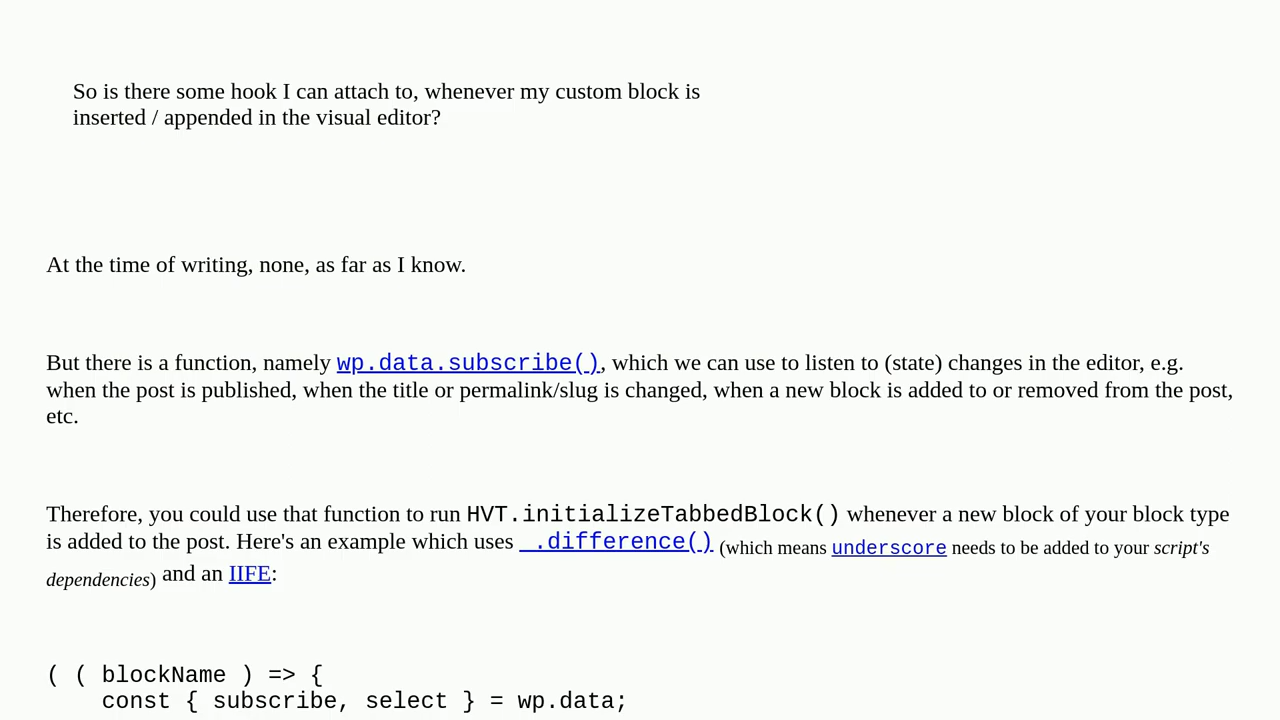 So is there some hook I can attach to, whenever my custom block is
inserted / appended in the visual editor?
At the time of writing, none, as far as I know.
But there is a function, namely wp.data.subscribe(), which we can use to listen to (state) changes in the editor, e.g.
when the post is published, when the title or permalink/slug is changed, when a new block is added to or removed from the post,
etc.
Therefore, you could use that function to run HVT.initializeTabbedBlock() whenever a new block of your block type
is added to the post. Here's an example which uses _.difference() (which means underscore needs to be added to your script's
dependencies) and an IIFE:
( ( blockName ) => {
    const { subscribe, select } = wp.data;